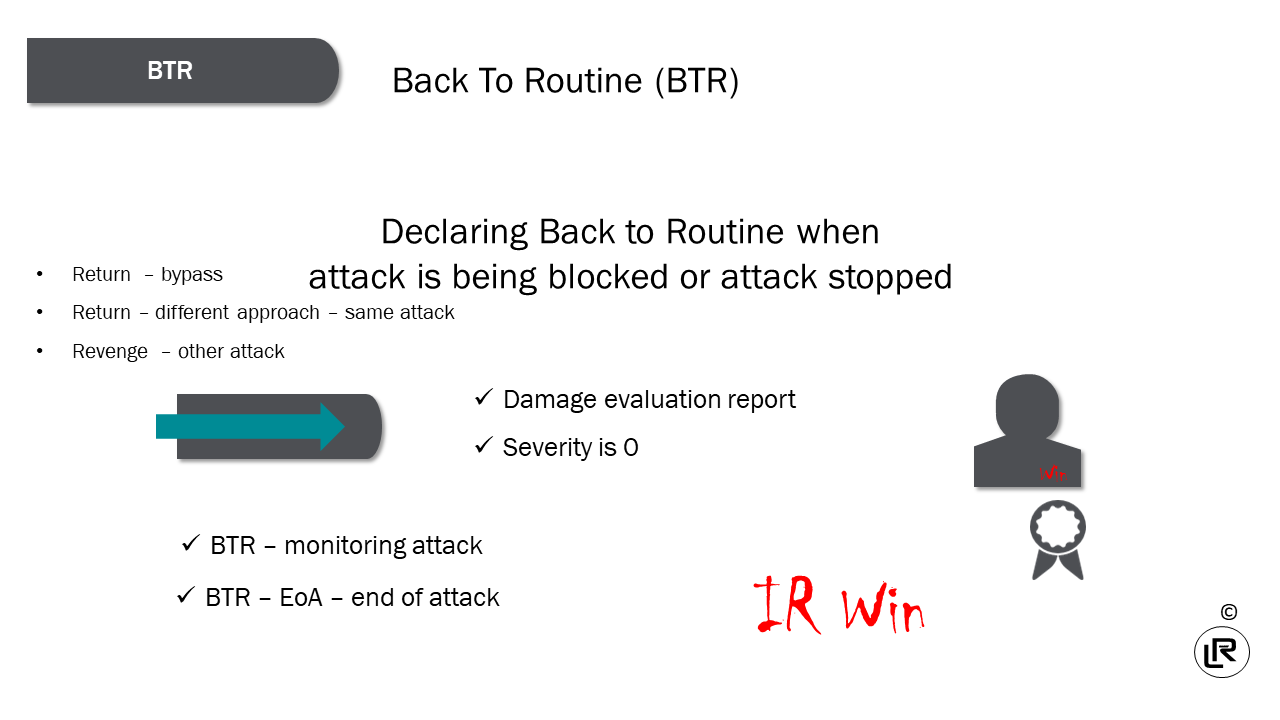 BTR
Back To Routine (BTR)
Declaring Back to Routine when
attack is being blocked or attack stopped
• Return – bypass
• Return – different approach – same attack
• Revenge – other attack
✓ Damage evaluation report
✓ Severity is 0
Win
✓ BTR – monitoring attack
✓ BTR – EoA – end of attack
IR Win
©
LR